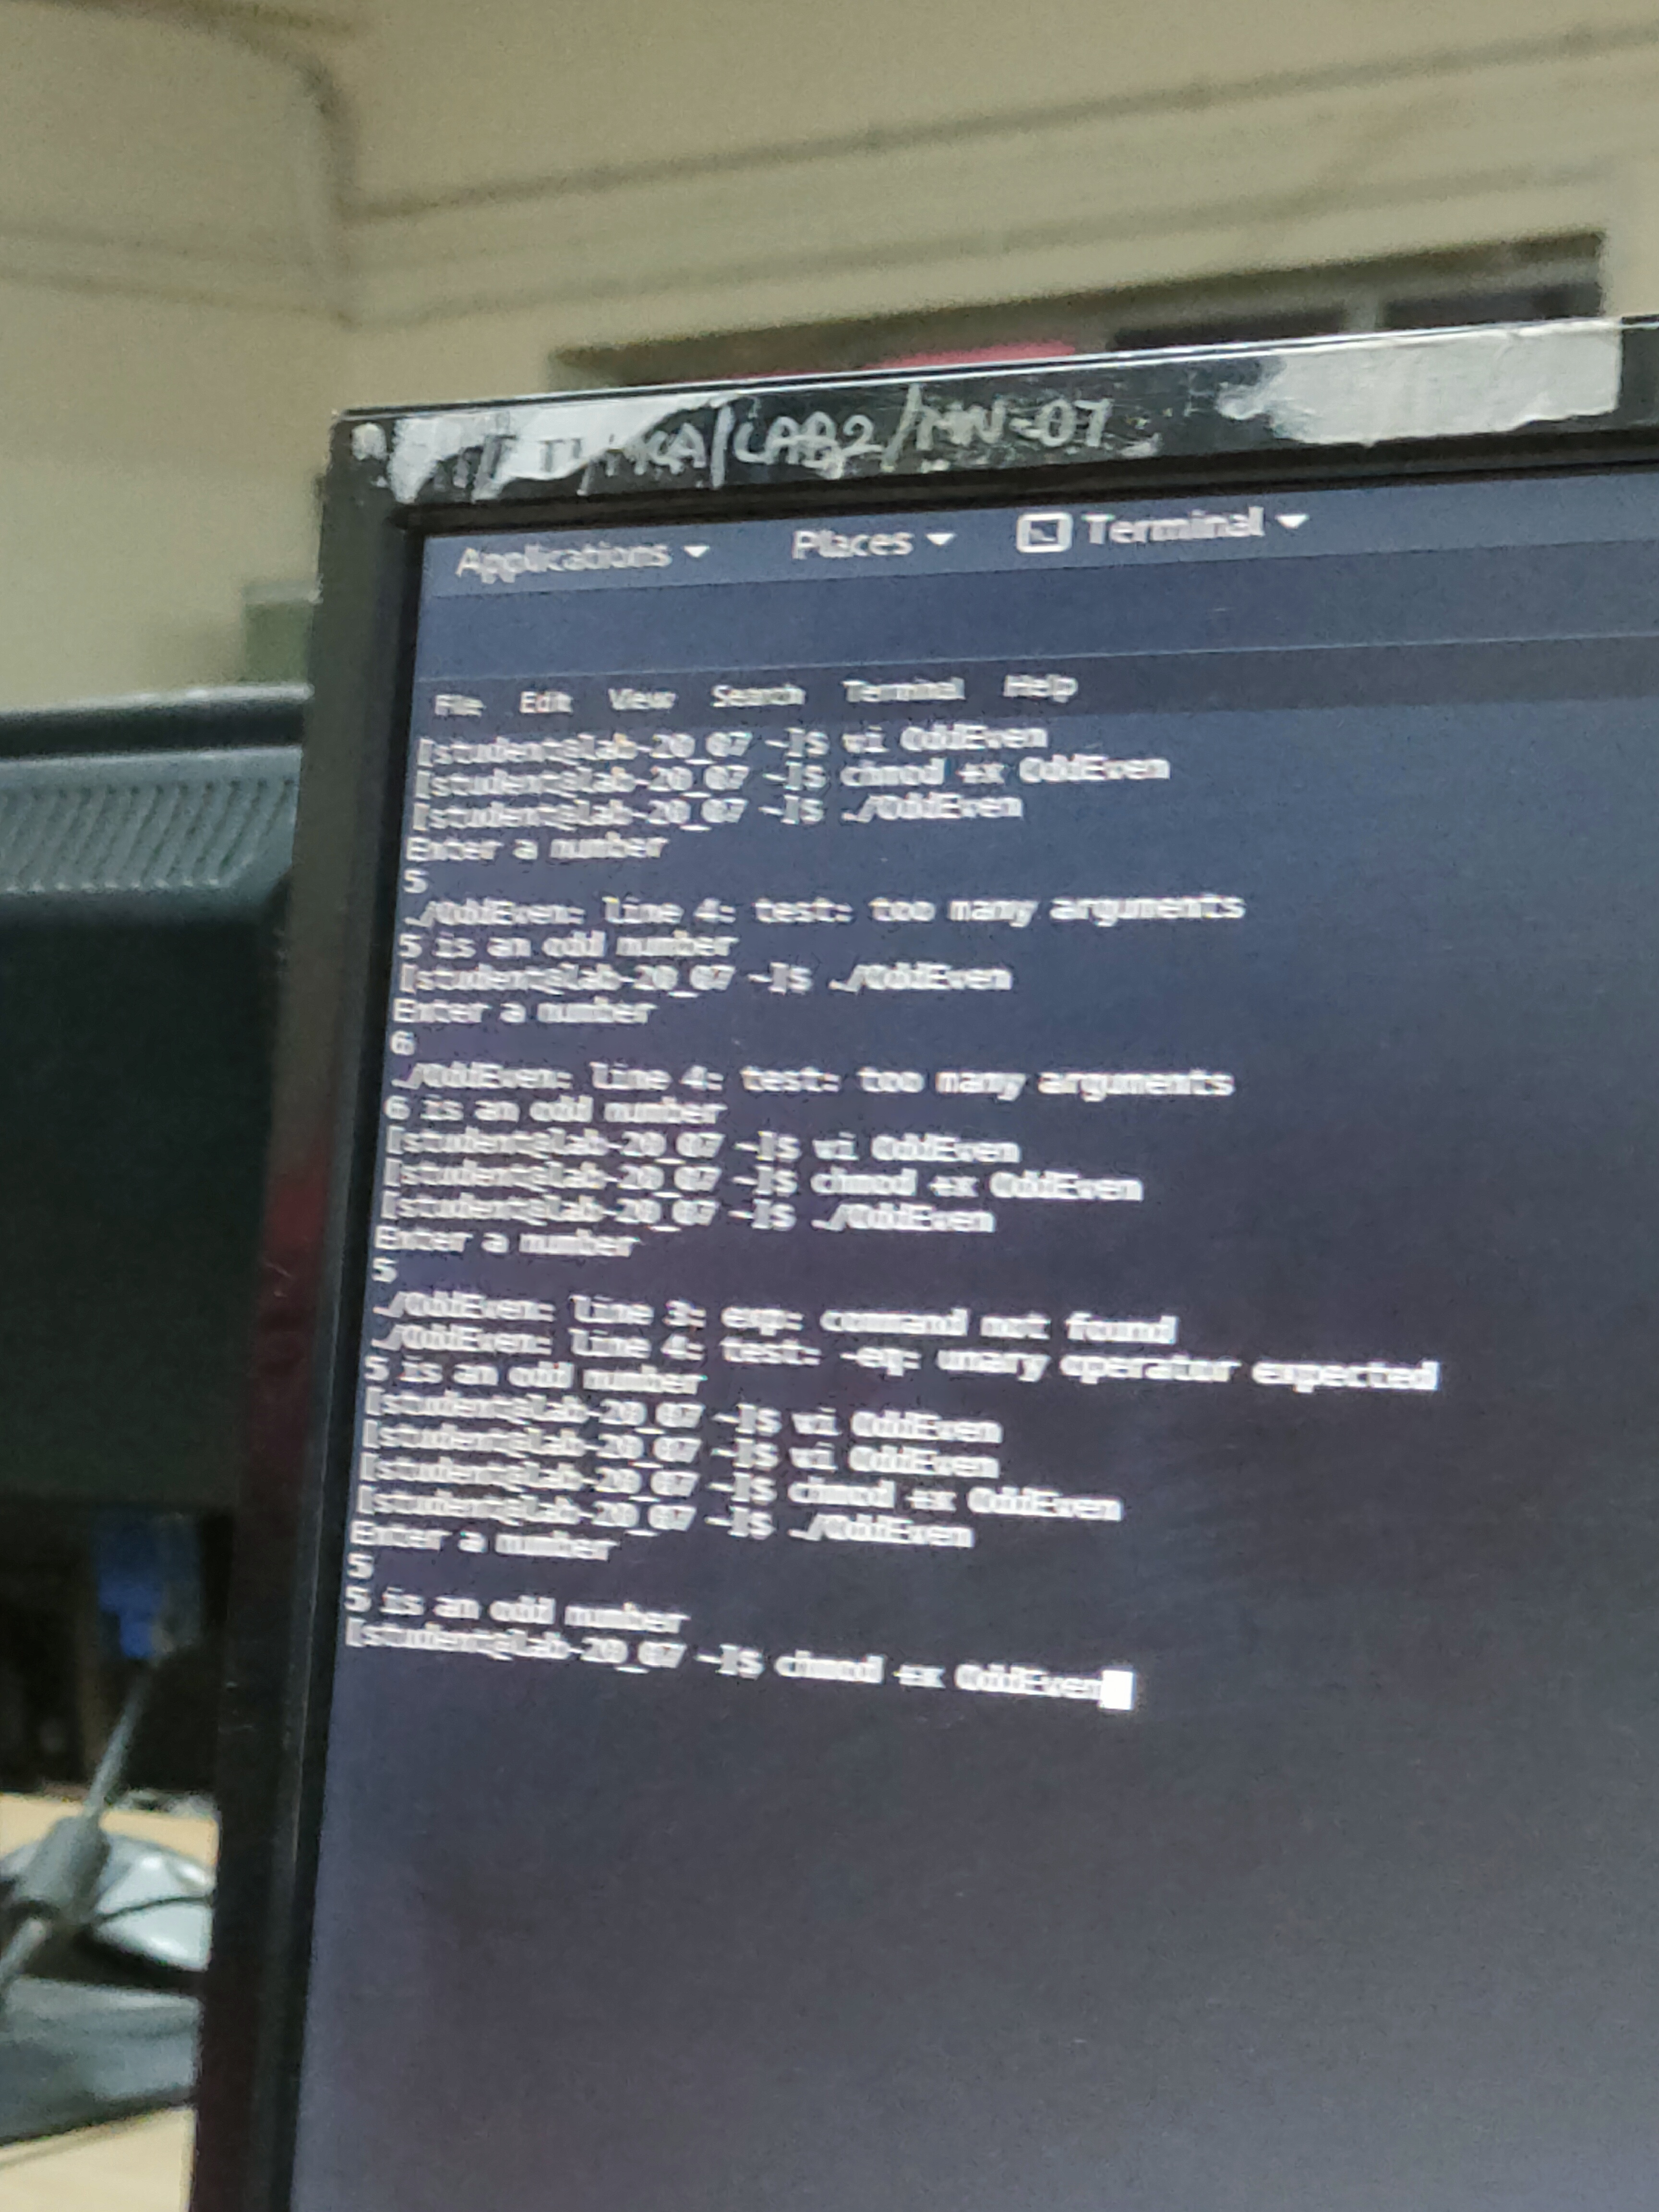 KA/LAB2/MN-07
Applications Places Terminal
File Edit View Search Terminal Help
[student@lab-20_07 ~]$ vi OddEven
[student@lab-20_07 ~]$ chmod +x OddEven
[student@lab-20_07 ~]$ ./OddEven
Enter a number
5
./OddEven: line 4: test: too many arguments
5 is an odd number
[student@lab-20_07 ~]$ ./OddEven
Enter a number
6
./OddEven: line 4: test: too many arguments
6 is an odd number
[student@lab-20_07 ~]$ vi OddEven
[student@lab-20_07 ~]$ chmod +x OddEven
[student@lab-20_07 ~]$ ./OddEven
Enter a number
5
./OddEven: line 3: exp: command not found
./OddEven: line 4: test: -eq: unary operator expected
5 is an odd number
[student@lab-20_07 ~]$ vi OddEven
[student@lab-20_07 ~]$ vi OddEven
[student@lab-20_07 ~]$ chmod +x OddEven
[student@lab-20_07 ~]$ ./OddEven
Enter a number
5
5 is an odd number
[student@lab-20_07 ~]$ chmod +x OddEven